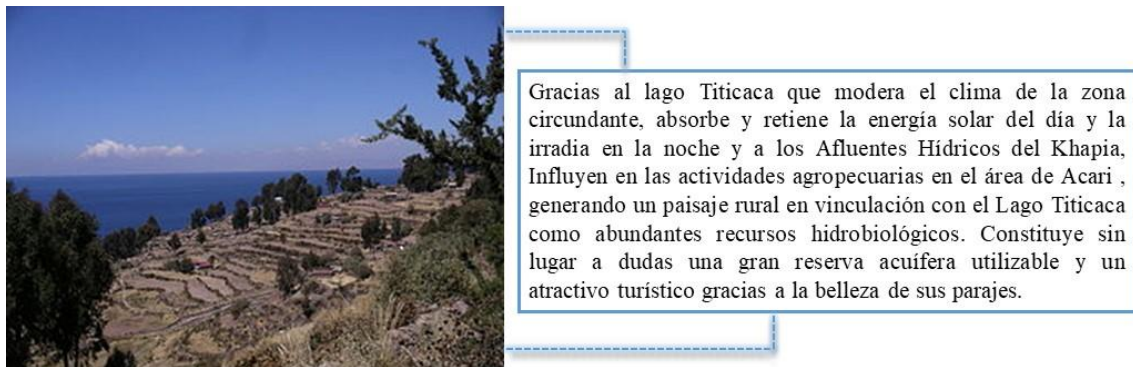 Gracias al lago Titicaca que modera el clima de la zona
circundante, absorbe y retiene la energía solar del día y la
irradia en la noche y a los Afluentes Hídricos del Khapia,
Influyen en las actividades agropecuarias en el área de Acari ,
generando un paisaje rural en vinculación con el Lago Titicaca
como abundantes recursos hidrobiológicos. Constituye sin
lugar a dudas una gran reserva acuífera utilizable y un
atractivo turístico gracias a la belleza de sus parajes.